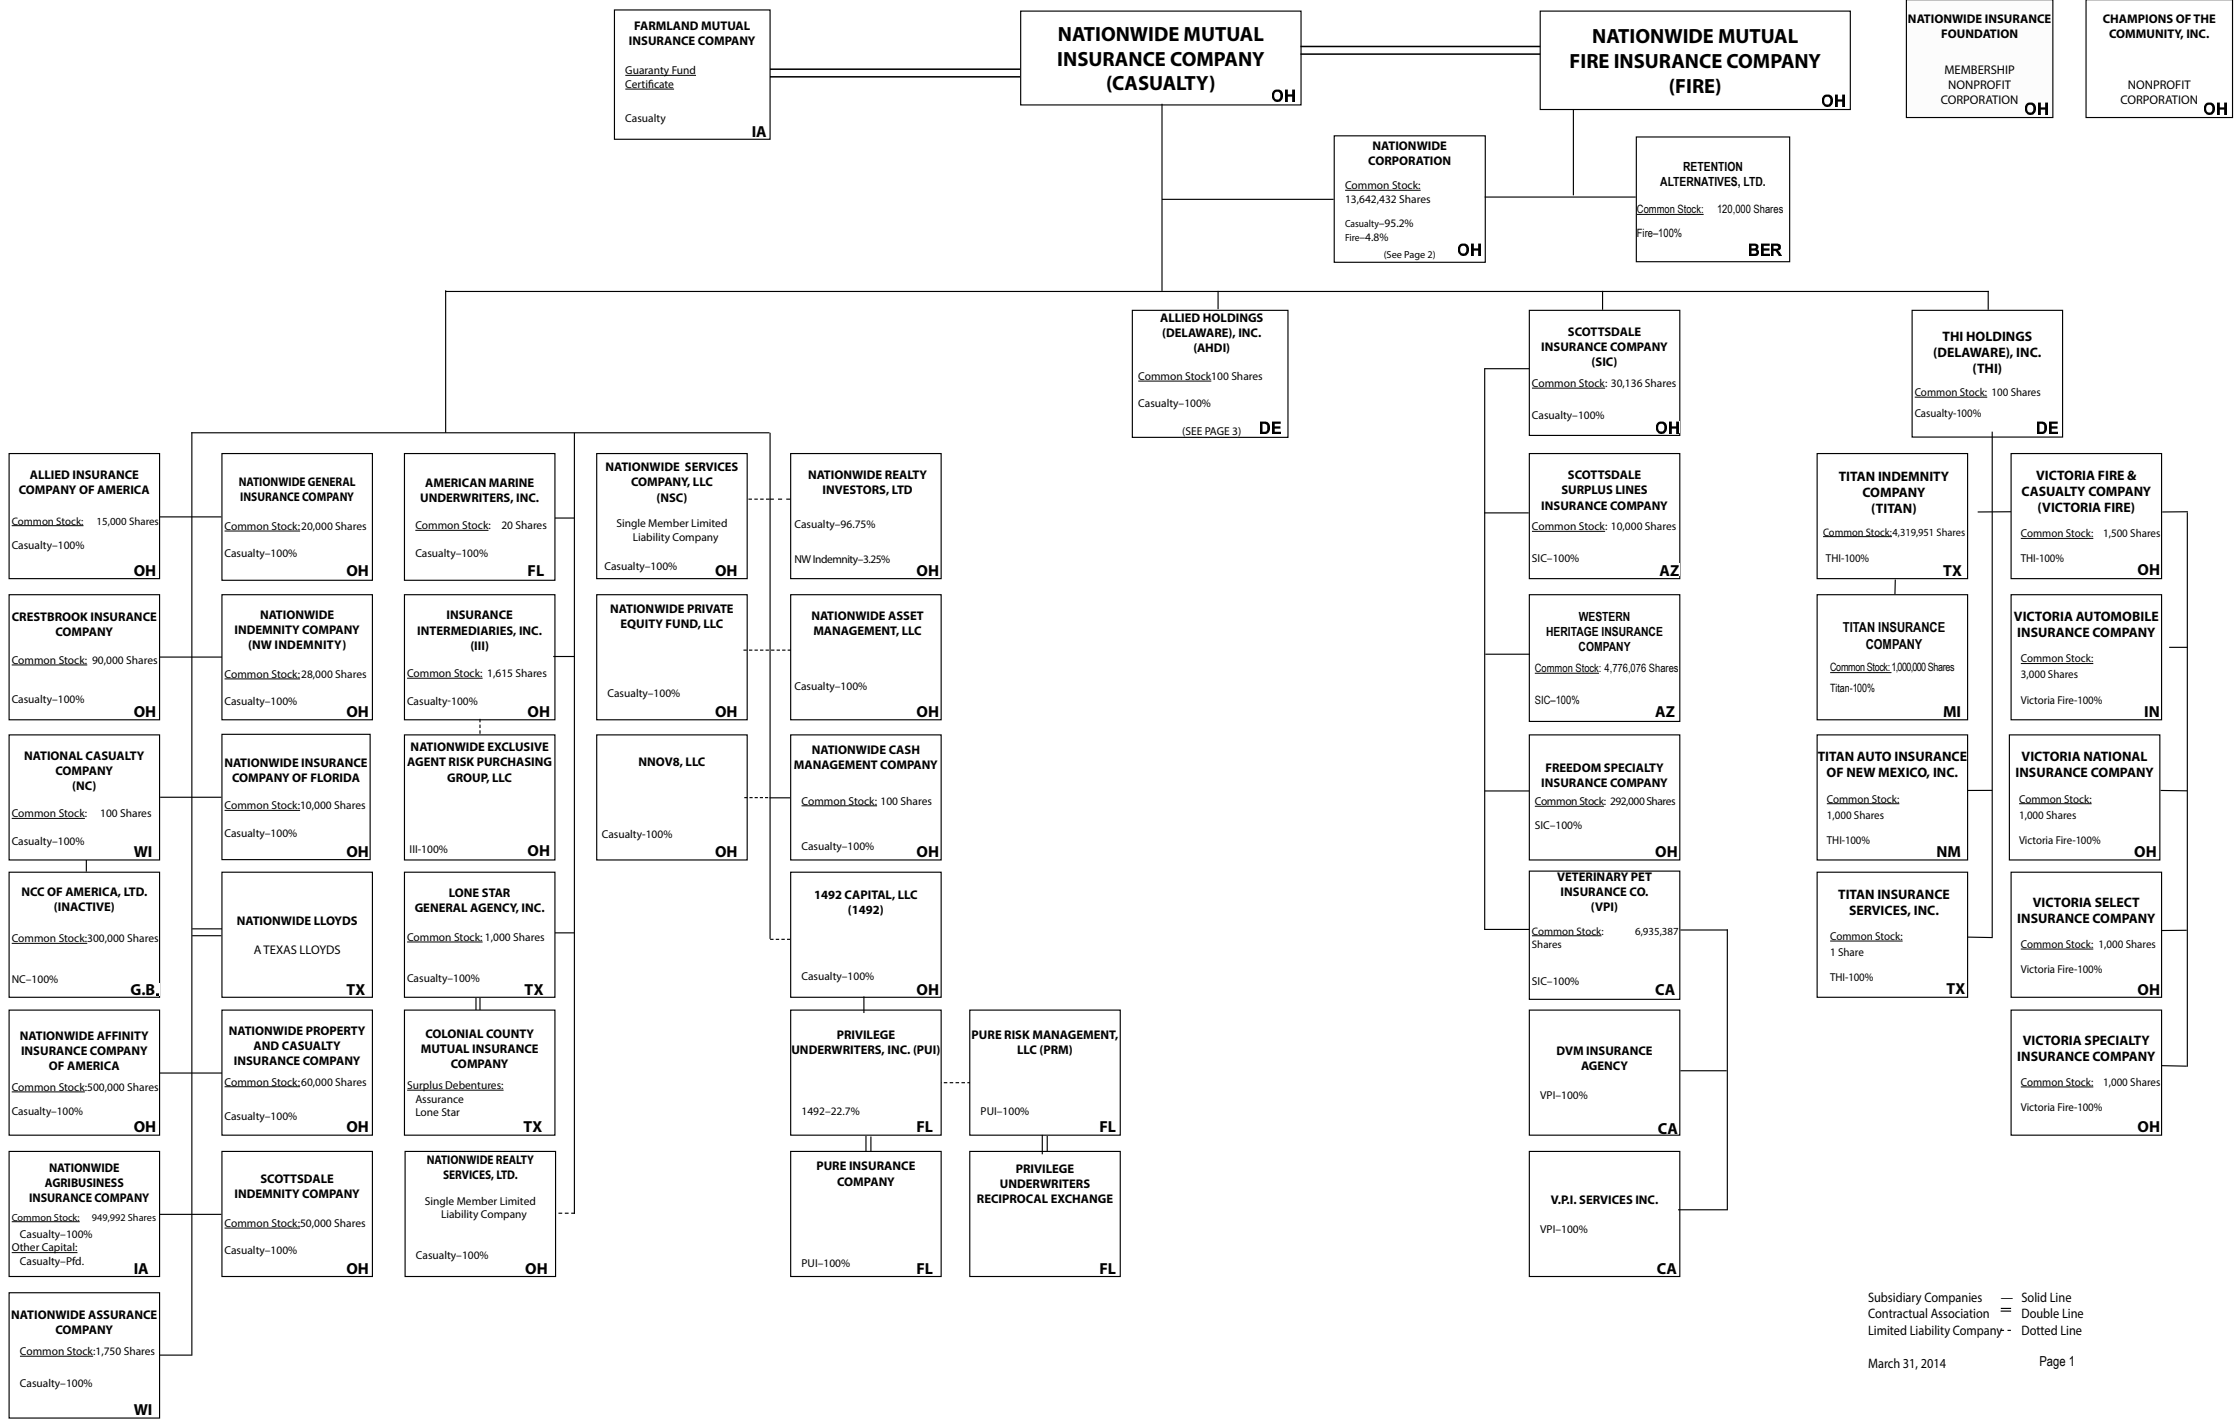 FARMLAND MUTUAL
INSURANCE COMPANY
Guaranty Fund
Certificate
Casualty
IA
NATIONWIDE MUTUAL
INSURANCE COMPANY
(CASUALTY)
OH
NATIONWIDE MUTUAL
FIRE INSURANCE COMPANY
(FIRE)
OH
NATIONWIDE INSURANCE
FOUNDATION
MEMBERSHIP
NONPROFIT
CORPORATION
OH
CHAMPIONS OF THE
COMMUNITY, INC.
NONPROFIT
CORPORATION
OH
NATIONWIDE
CORPORATION
Common Stock:
13,642,432 Shares
Casualty–95.2%
Fire–4.8%
(See Page 2)
OH
RETENTION
ALTERNATIVES, LTD.
Common Stock: 120,000 Shares
Fire–100%
BER
ALLIED HOLDINGS
(DELAWARE), INC.
(AHDI)
Common Stock100 Shares
Casualty–100%
(SEE PAGE 3)
DE
SCOTTSDALE
INSURANCE COMPANY
(SIC)
Common Stock: 30,136 Shares
Casualty–100%
OH
THI HOLDINGS
(DELAWARE), INC.
(THI)
Common Stock: 100 Shares
Casualty-100%
DE
ALLIED INSURANCE
COMPANY OF AMERICA
Common Stock: 15,000 Shares
Casualty–100%
OH
NATIONWIDE GENERAL
INSURANCE COMPANY
Common Stock:20,000 Shares
Casualty–100%
OH
AMERICAN MARINE
UNDERWRITERS, INC.
Common Stock: 20 Shares
Casualty–100%
FL
NATIONWIDE SERVICES
COMPANY, LLC
(NSC)
Single Member Limited
Liability Company
Casualty–100%
OH
NATIONWIDE REALTY
INVESTORS, LTD
Casualty–96.75%
NW Indemnity–3.25%
OH
SCOTTSDALE
SURPLUS LINES
INSURANCE COMPANY
Common Stock: 10,000 Shares
SIC–100%
AZ
TITAN INDEMNITY
COMPANY
(TITAN)
Common Stock:4,319,951 Shares
THI-100%
TX
VICTORIA FIRE &
CASUALTY COMPANY
(VICTORIA FIRE)
Common Stock: 1,500 Shares
THI-100%
OH
CRESTBROOK INSURANCE
COMPANY
Common Stock: 90,000 Shares
Casualty–100%
OH
NATIONWIDE
INDEMNITY COMPANY
(NW INDEMNITY)
Common Stock:28,000 Shares
Casualty–100%
OH
INSURANCE
INTERMEDIARIES, INC.
(III)
Common Stock: 1,615 Shares
Casualty-100%
OH
NATIONWIDE PRIVATE
EQUITY FUND, LLC
Casualty–100%
OH
NATIONWIDE ASSET
MANAGEMENT, LLC
Casualty–100%
OH
WESTERN
HERITAGE INSURANCE
COMPANY
Common Stock: 4,776,076 Shares
SIC–100%
AZ
TITAN INSURANCE
COMPANY
Common Stock: 1,000,000 Shares
Titan-100%
MI
VICTORIA AUTOMOBILE
INSURANCE COMPANY
Common Stock:
3,000 Shares
Victoria Fire-100%
IN
NATIONAL CASUALTY
COMPANY
(NC)
Common Stock: 100 Shares
Casualty–100%
WI
NATIONWIDE INSURANCE
COMPANY OF FLORIDA
Common Stock:10,000 Shares
Casualty–100%
OH
NATIONWIDE EXCLUSIVE
AGENT RISK PURCHASING
GROUP, LLC
III-100%
OH
NNOV8, LLC
Casualty-100%
OH
NATIONWIDE CASH
MANAGEMENT COMPANY
Common Stock: 100 Shares
Casualty–100%
OH
FREEDOM SPECIALTY
INSURANCE COMPANY
Common Stock: 292,000 Shares
SIC–100%
OH
TITAN AUTO INSURANCE
OF NEW MEXICO, INC.
Common Stock:
1,000 Shares
THI-100%
NM
VICTORIA NATIONAL
INSURANCE COMPANY
Common Stock:
1,000 Shares
Victoria Fire-100%
OH
NCC OF AMERICA, LTD.
(INACTIVE)
Common Stock:300,000 Shares
NC–100%
G.B.
NATIONWIDE LLOYDS
A TEXAS LLOYDS
TX
LONE STAR
GENERAL AGENCY, INC.
Common Stock: 1,000 Shares
Casualty–100%
TX
1492 CAPITAL, LLC
(1492)
Casualty–100%
OH
VETERINARY PET
INSURANCE CO.
(VPI)
Common Stock: 6,935,387
Shares
SIC–100%
CA
TITAN INSURANCE
SERVICES, INC.
Common Stock:
1 Share
THI-100%
TX
VICTORIA SELECT
INSURANCE COMPANY
Common Stock: 1,000 Shares
Victoria Fire-100%
OH
NATIONWIDE AFFINITY
INSURANCE COMPANY
OF AMERICA
Common Stock:500,000 Shares
Casualty–100%
OH
NATIONWIDE PROPERTY
AND CASUALTY
INSURANCE COMPANY
Common Stock:60,000 Shares
Casualty–100%
OH
COLONIAL COUNTY
MUTUAL INSURANCE
COMPANY
Surplus Debentures:
Assurance
Lone Star
TX
PRIVILEGE
UNDERWRITERS, INC. (PUI)
1492–22.7%
FL
PURE RISK MANAGEMENT,
LLC (PRM)
PUI–100%
FL
DVM INSURANCE
AGENCY
VPI–100%
CA
VICTORIA SPECIALTY
INSURANCE COMPANY
Common Stock: 1,000 Shares
Victoria Fire-100%
OH
NATIONWIDE
AGRIBUSINESS
INSURANCE COMPANY
Common Stock: 949,992 Shares
Casualty–100%
Other Capital:
Casualty–Pfd.
IA
SCOTTSDALE
INDEMNITY COMPANY
Common Stock:50,000 Shares
Casualty–100%
OH
NATIONWIDE REALTY
SERVICES, LTD.
Single Member Limited
Liability Company
Casualty–100%
OH
PURE INSURANCE
COMPANY
PUI–100%
FL
PRIVILEGE
UNDERWRITERS
RECIPROCAL EXCHANGE
FL
V.P.I. SERVICES INC.
VPI–100%
CA
NATIONWIDE ASSURANCE
COMPANY
Common Stock:1,750 Shares
Casualty–100%
WI
Subsidiary Companies — Solid Line
Contractual Association = Double Line
Limited Liability Company - - Dotted Line
March 31, 2014 Page 1